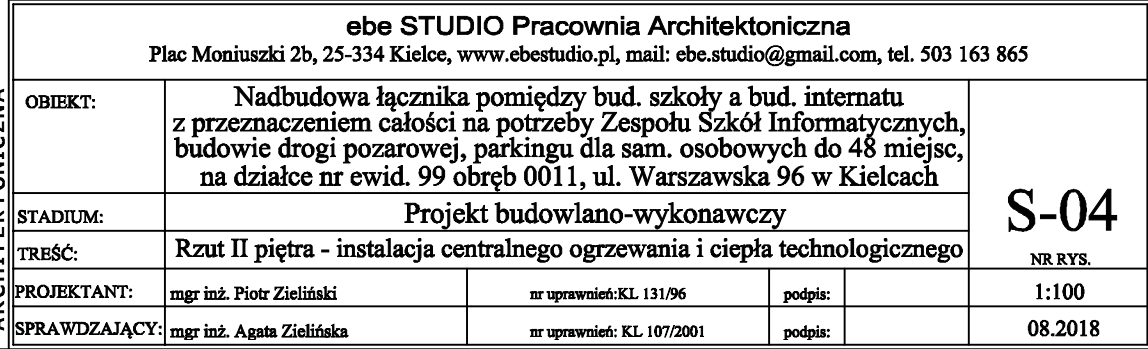 ebe STUDIO Pracownia Architektoniczna
Plac Moniuszki 2b, 25-334 Kielce, www.ebestudio.pl, mail: ebe.studio@gmail.com, tel. 503 163 865
OBIEKT:
Nadbudowa łącznika pomiędzy bud. szkoły a bud. internatu
z przeznaczeniem całości na potrzeby Zespołu Szkół Informatycznych,
budowie drogi pozarowej, parkingu dla sam. osobowych do 48 miejsc,
na działce nr ewid. 99 obręb 0011, ul. Warszawska 96 w Kielcach
STADIUM: Projekt budowlano-wykonawczy
TREŚĆ: Rzut II piętra - instalacja centralnego ogrzewania i ciepła technologicznego
S-04
NR RYS.
PROJEKTANT: mgr inż. Piotr Zieliński nr uprawnień:KL 131/96 podpis: 1:100
SPRAWDZAJĄCY: mgr inż. Agata Zielińska nr uprawnień: KL 107/2001 podpis: 08.2018